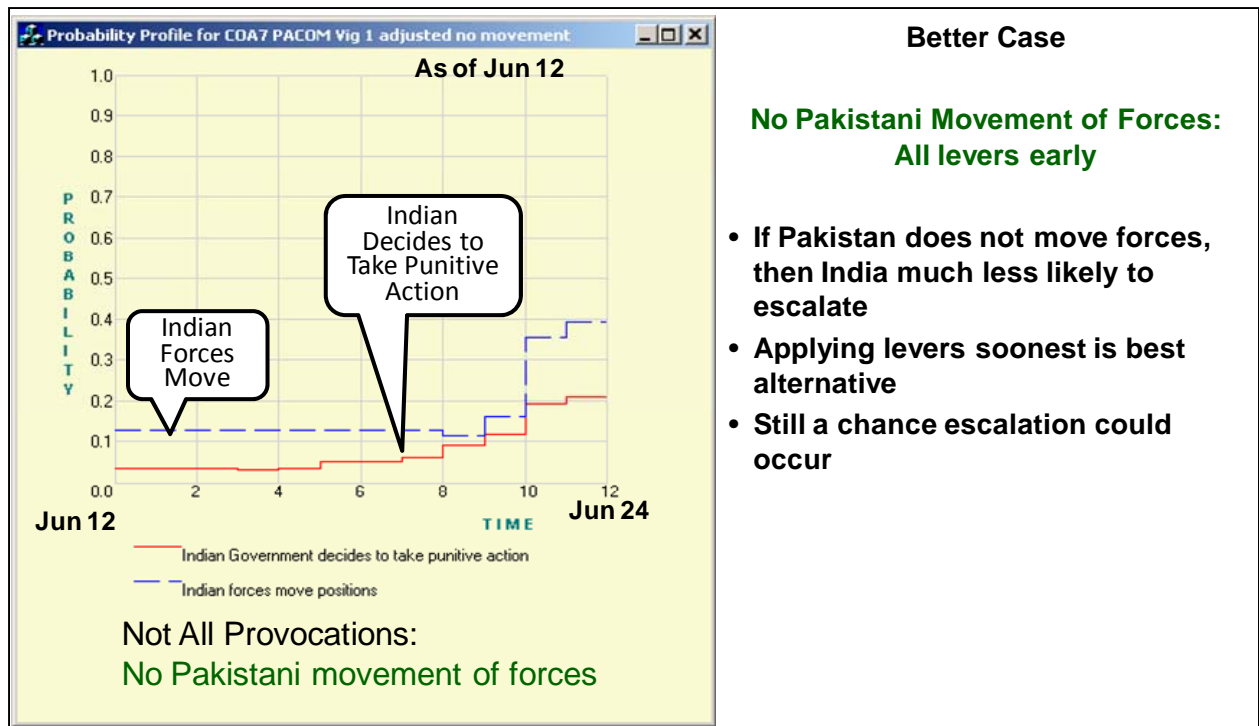 Probability Profile for COA7 PACOM Vig 1 adjusted no movement
As of Jun 12
1.0
0.9
0.8
0.7
0.6
0.5
0.4
0.3
0.2
0.1
0.0
PROBABILITY
Indian
Forces
Move
Indian
Decides to
Take Punitive
Action
2
4
6
8
10
12
Jun 12
TIME
Jun 24
Indian Government decides to take punitive action
Indian forces move positions
Not All Provocations:
No Pakistani movement of forces
Better Case
No Pakistani Movement of Forces:
All levers early
• If Pakistan does not move forces,
then India much less likely to
escalate
• Applying levers soonest is best
alternative
• Still a chance escalation could
occur